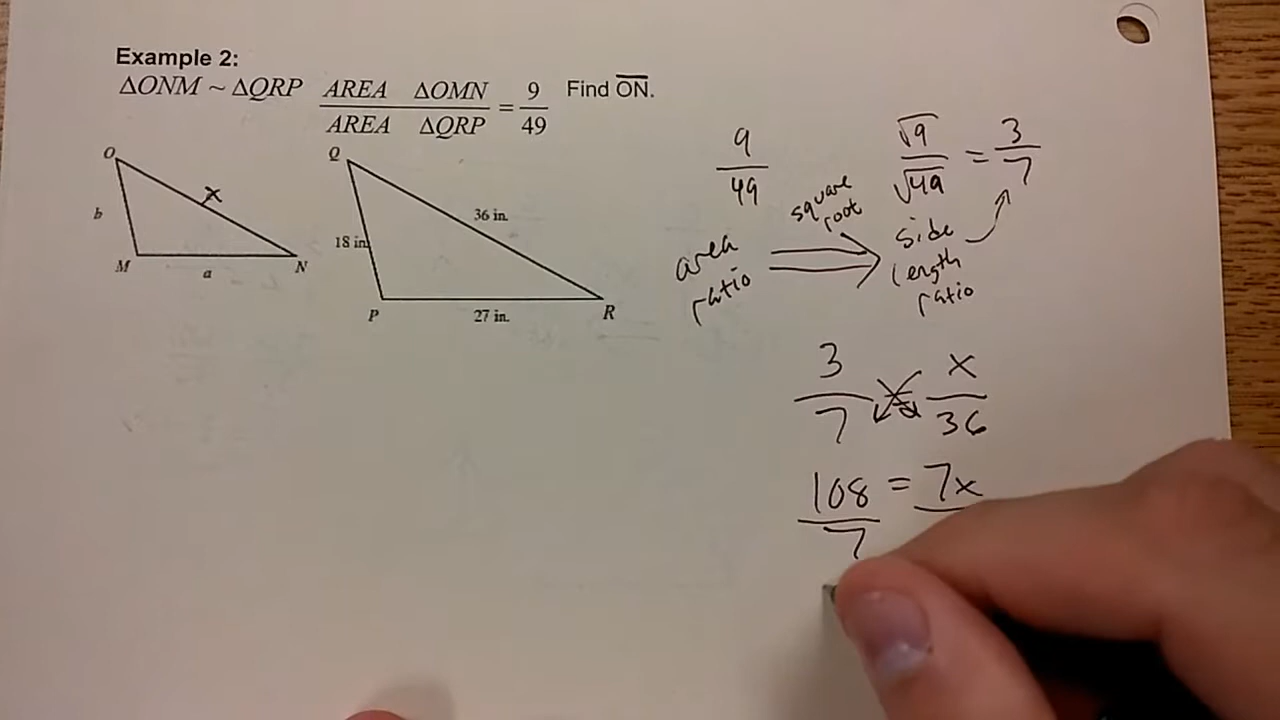 Example 2:
ΔONM ~ ΔQRP AREA ΔOMN / AREA ΔQRP = 9/49 Find ON.
O
x
b
M
a
N
Q
36 in.
18 in
P
27 in.
R
9/49
√9/√49 = 3/7
area
ratio
square
root
side
length
ratio
3/7 = x/36
108 = 7x
7